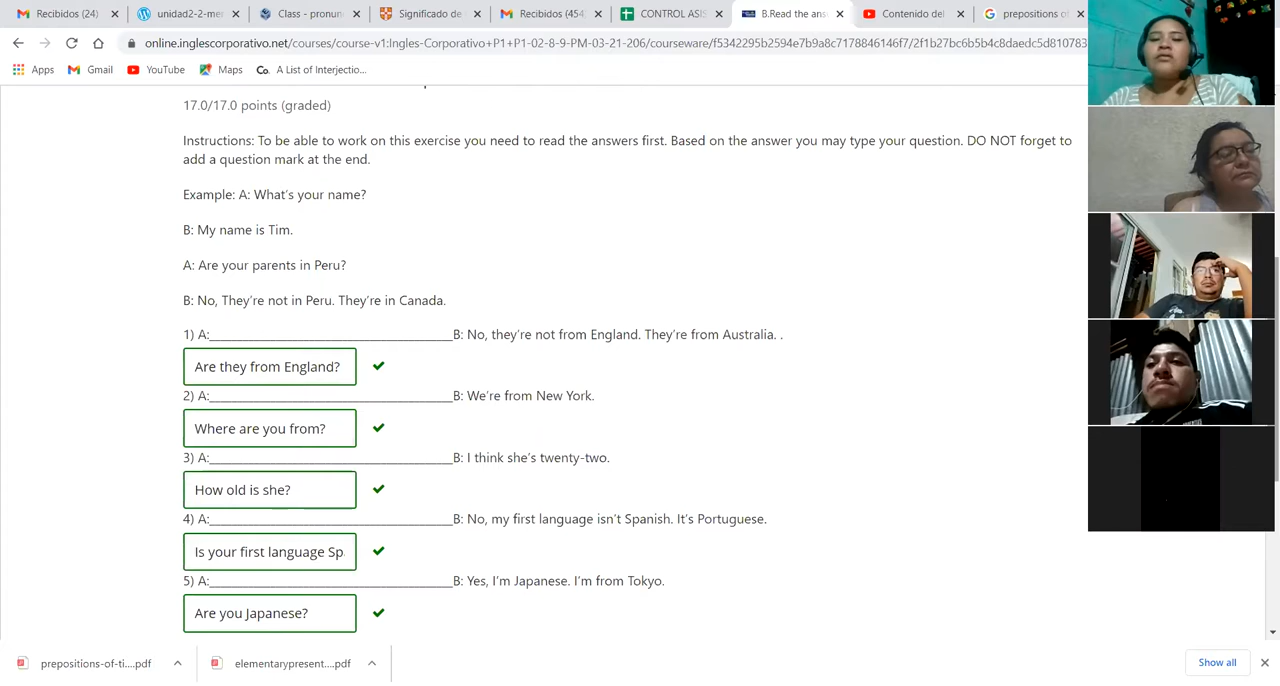 Recibidos (24)
unidad2-2-mer
Class - pronun
Significado de
Recibidos (454
CONTROL ASIS
B.Read the ans
Contenido del
prepositions of
online.inglescorporativo.net/courses/course-v1:Ingles-Corporativo+P1+P1-02-8-9-PM-03-21-206/courseware/f5342295b2594e7b9a8c7178846146f7/2f1b27bc6b5b4c8daedc5d810783
Apps
Gmail
YouTube
Maps
Co.
A List of Interjectio...
17.0/17.0 points (graded)
Instructions: To be able to work on this exercise you need to read the answers first. Based on the answer you may type your question. DO NOT forget to
add a question mark at the end.
Example: A: What's your name?
B: My name is Tim.
A: Are your parents in Peru?
B: No, They're not in Peru. They're in Canada.
1) A:__________________________________B: No, they're not from England. They're from Australia. .
Are they from England?
2) A:__________________________________B: We're from New York.
Where are you from?
3) A:__________________________________B: I think she's twenty-two.
How old is she?
4) A:__________________________________B: No, my first language isn't Spanish. It's Portuguese.
Is your first language Sp
5) A:__________________________________B: Yes, I'm Japanese. I'm from Tokyo.
Are you Japanese?
prepositions-of-ti....pdf
elementarypresent....pdf
Show all